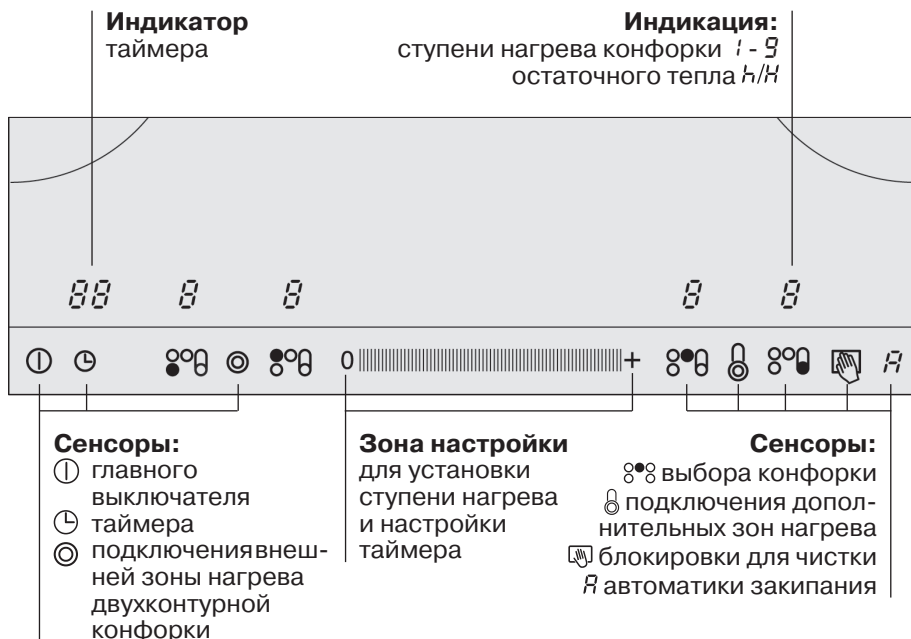 Индикатор
таймера
Индикация:
ступени нагрева конфорки 1 - 9
остаточного тепла h/H
88 8 8 8 8
0 + A
Сенсоры:
главного
выключателя
таймера
подключения внеш-
ней зоны нагрева
двухконтурной
конфорки
Зона настройки
для установки
ступени нагрева
и настройки
таймера
Сенсоры:
выбора конфорки
подключения допол-
нительных зон нагрева
блокировки для чистки
A автоматики закипания